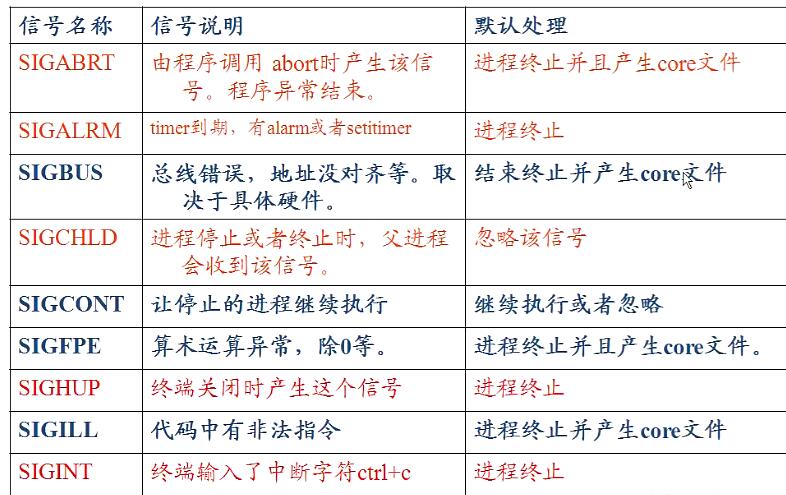 信号名称 信号说明 默认处理
SIGABRT 由程序调用 abort时产生该信 进程终止并且产生core文件
号。程序异常结束。
SIGALRM timer到期，有alarm或者setitimer 进程终止
SIGBUS 总线错误，地址没对齐等。取 结束终止并产生core文件
决于具体硬件。
SIGCHLD 进程停止或者终止时，父进程 忽略该信号
会收到该信号。
SIGCONT 让停止的进程继续执行 继续执行或者忽略
SIGFPE 算术运算异常，除0等。 进程终止并且产生core文件。
SIGHUP 终端关闭时产生这个信号 进程终止
SIGILL 代码中有非法指令 进程终止并产生core文件
SIGINT 终端输入了中断字符ctrl+c 进程终止